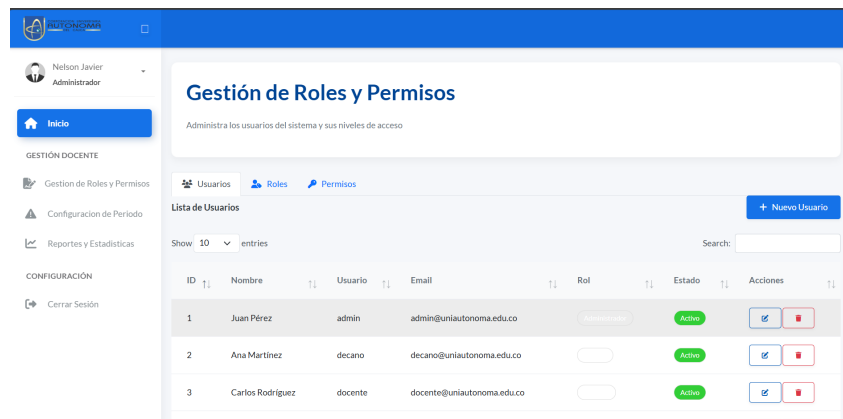 AUTÓNOMA
Nelson Javier
Administrador
Inicio
GESTIÓN DOCENTE
Gestion de Roles y Permisos
Configuracion de Periodo
Reportes y Estadisticas
CONFIGURACIÓN
Cerrar Sesión
Gestión de Roles y Permisos
Administra los usuarios del sistema y sus niveles de acceso
Usuarios Roles Permisos
Lista de Usuarios + Nuevo Usuario
Show 10 entries Search:
ID Nombre Usuario Email Rol Estado Acciones
1 Juan Pérez admin admin@uniautonoma.edu.co Administrador Activo
2 Ana Martínez decano decano@uniautonoma.edu.co Activo
3 Carlos Rodríguez docente docente@uniautonoma.edu.co Activo